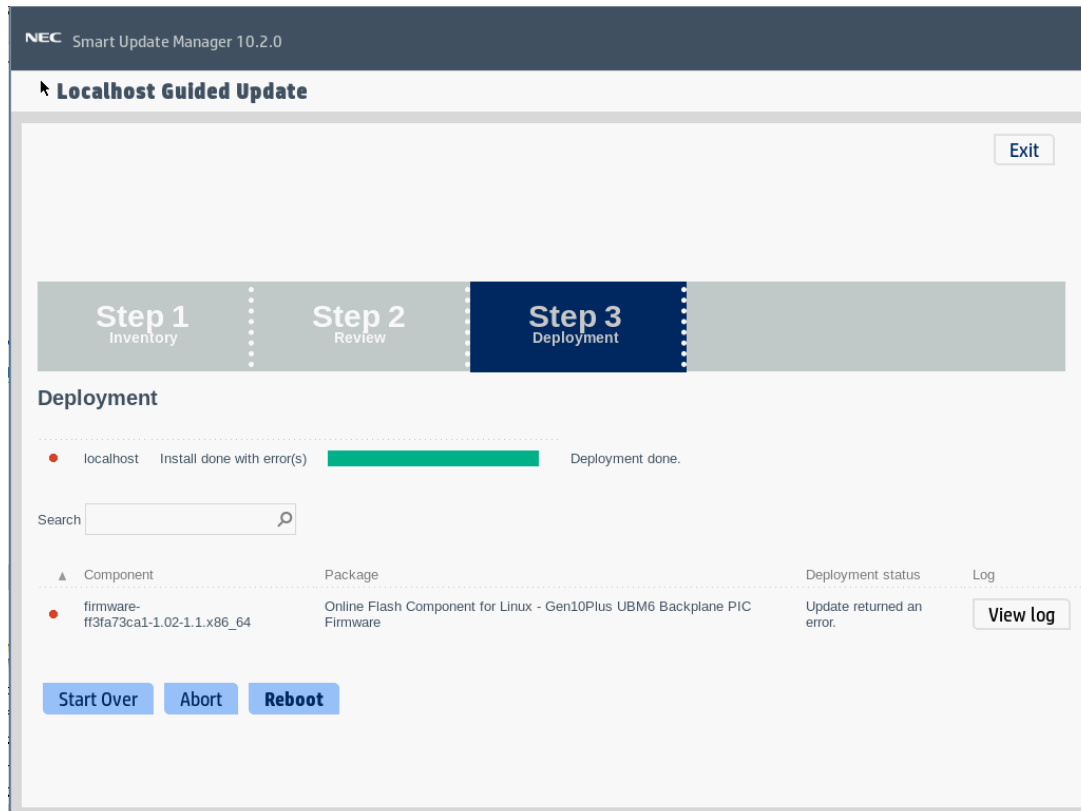 NEC Smart Update Manager 10.2.0
Localhost Guided Update
Exit
Step 1
Inventory
Step 2
Review
Step 3
Deployment
Deployment
localhost Install done with error(s) Deployment done.
Search
Component Package Deployment status Log
firmware-
ff3fa73ca1-1.02-1.1.x86_64
Online Flash Component for Linux - Gen10Plus UBM6 Backplane PIC
Firmware
Update returned an
error.
View log
Start Over Abort Reboot